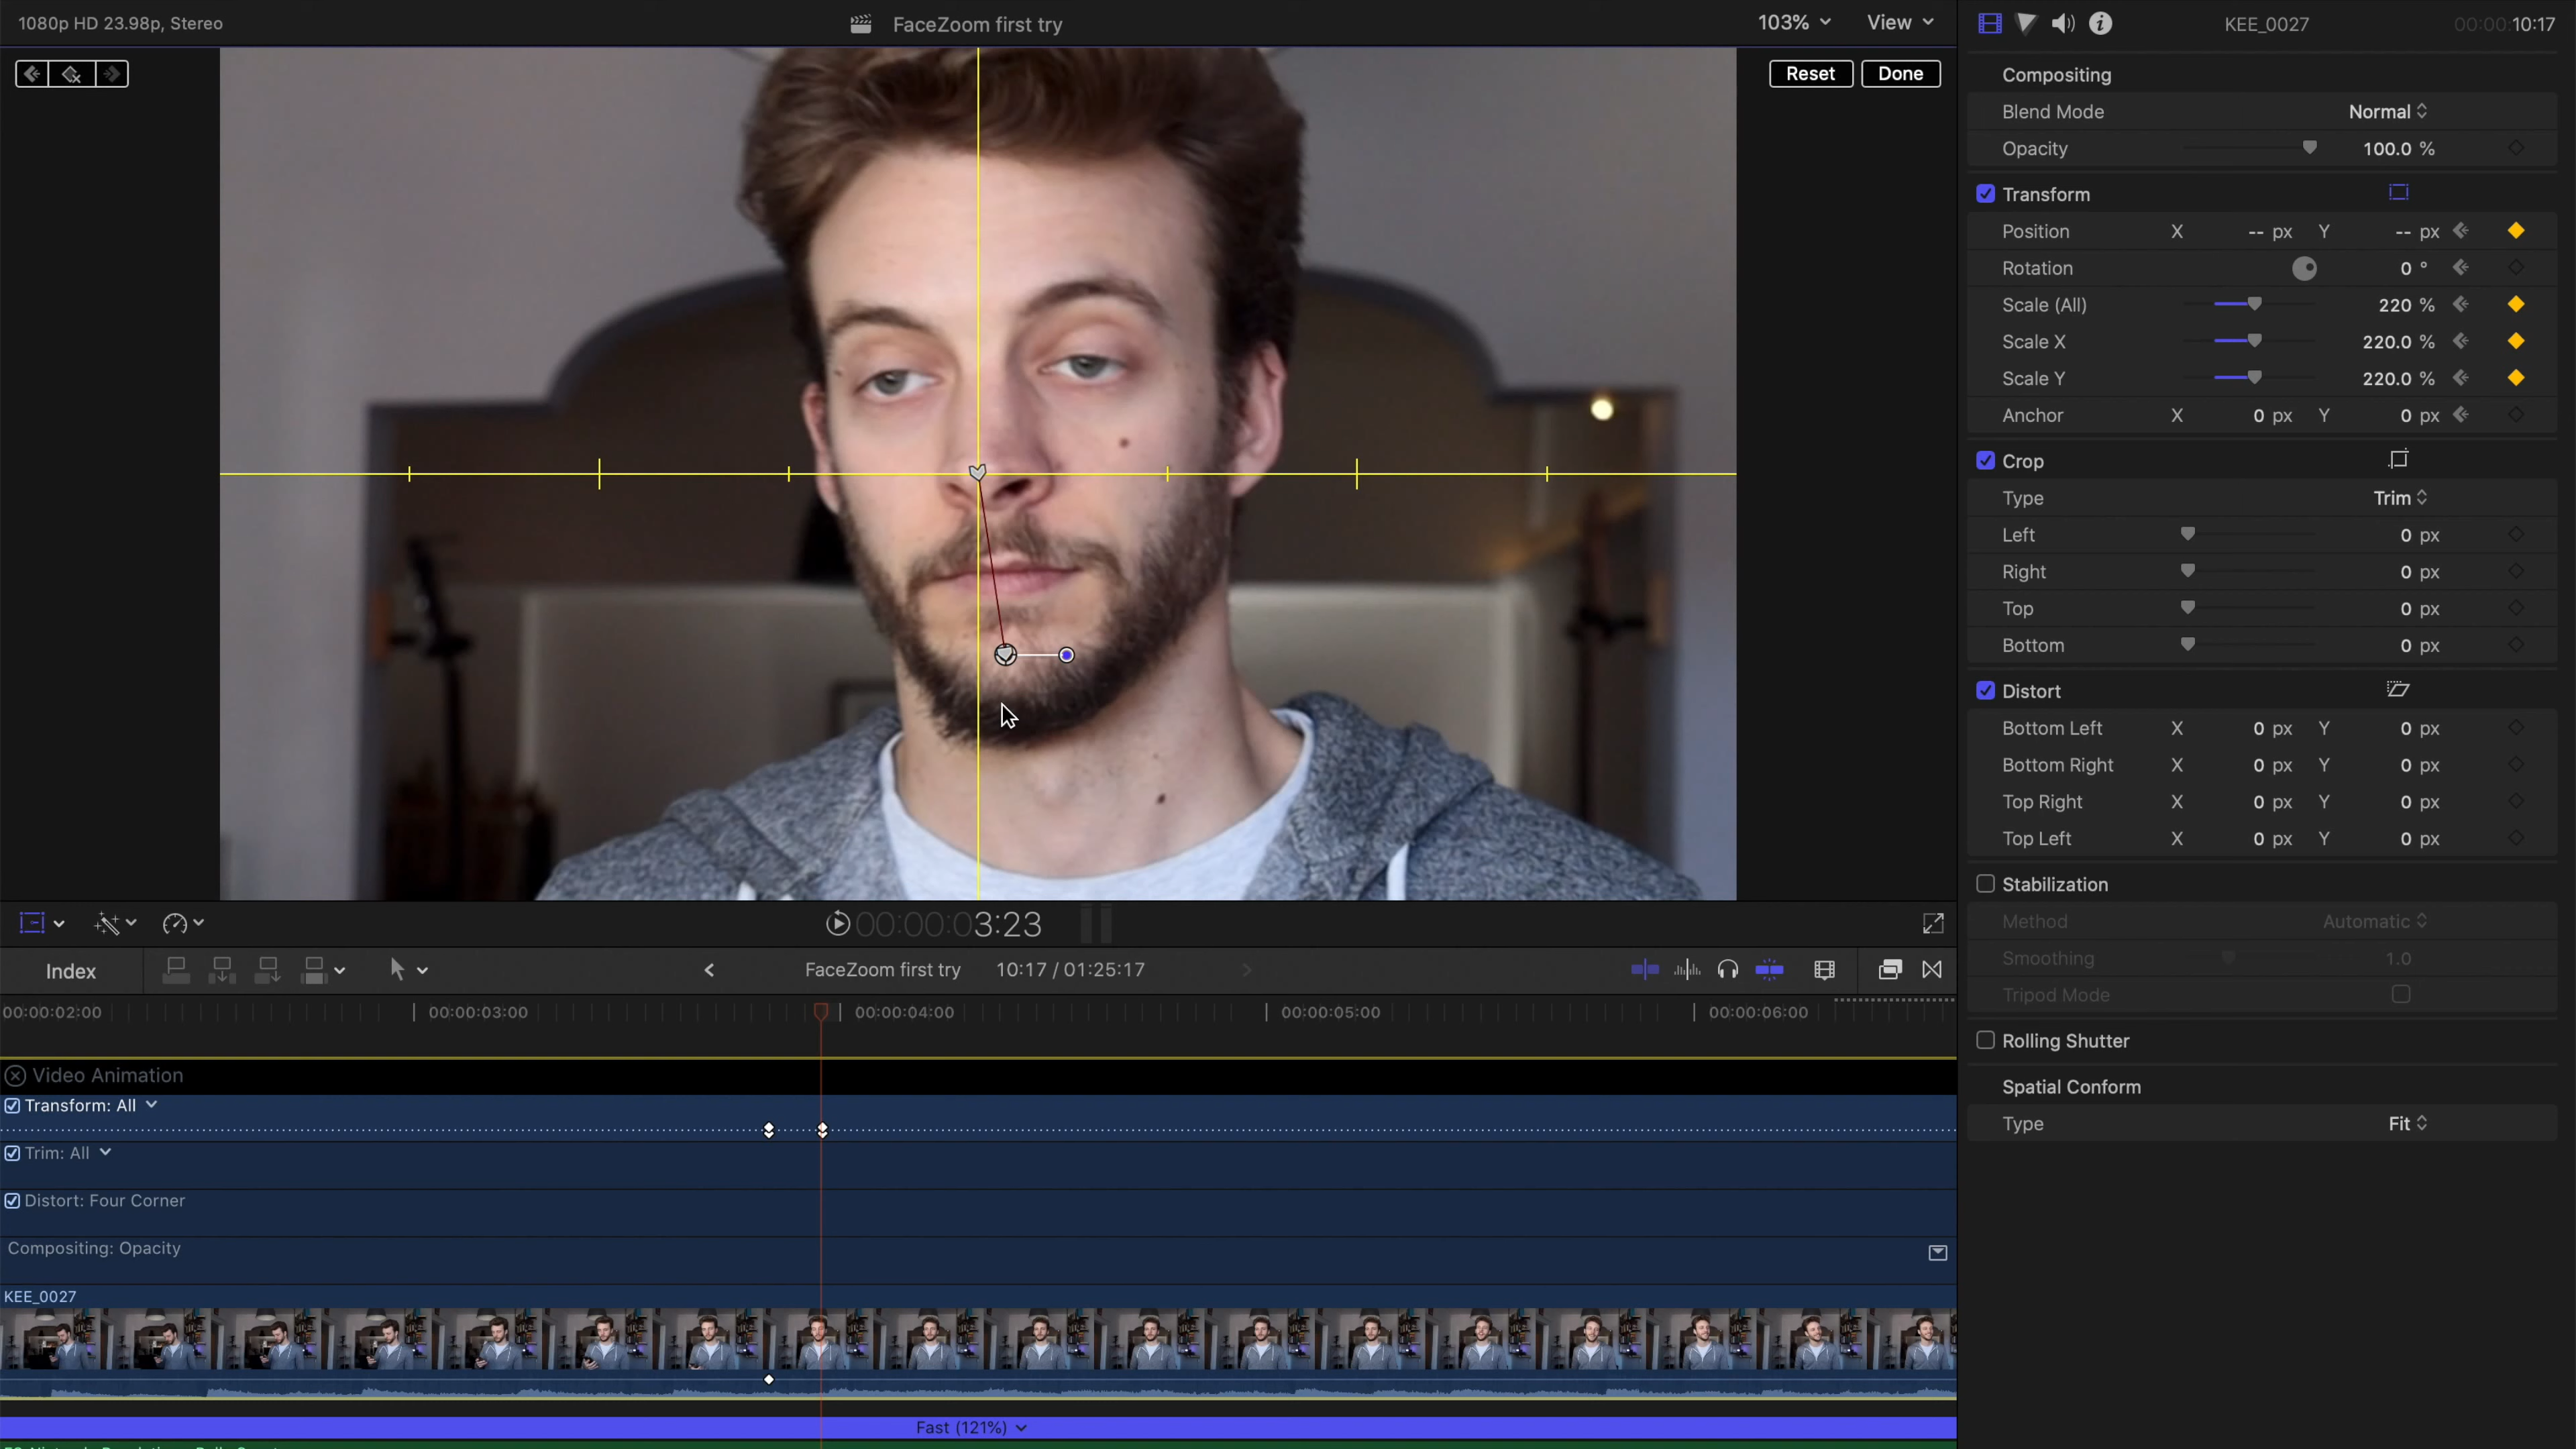 1080p HD 23.98p, Stereo
FaceZoom first try
103%
View
KEE_0027
00:00:00:10:17
Reset
Done
Compositing
Blend Mode Normal
Opacity 100.0 %
Transform
Position X -- px Y -- px
Rotation 0 °
Scale (All) 220 %
Scale X 220.0 %
Scale Y 220.0 %
Anchor X 0 px Y 0 px
Crop
Type Trim
Left 0 px
Right 0 px
Top 0 px
Bottom 0 px
Distort
Bottom Left X 0 px Y 0 px
Bottom Right X 0 px Y 0 px
Top Right X 0 px Y 0 px
Top Left X 0 px Y 0 px
Stabilization
Method Automatic
Smoothing 1.0
Tripod Mode
Rolling Shutter
Spatial Conform
Type Fit
00:00:03:23
Index
FaceZoom first try 10:17 / 01:25:17
00:00:02:00 00:00:03:00 00:00:04:00 00:00:05:00 00:00:06:00
Video Animation
Transform: All
Trim: All
Distort: Four Corner
Compositing: Opacity
KEE_0027
Fast (121%)